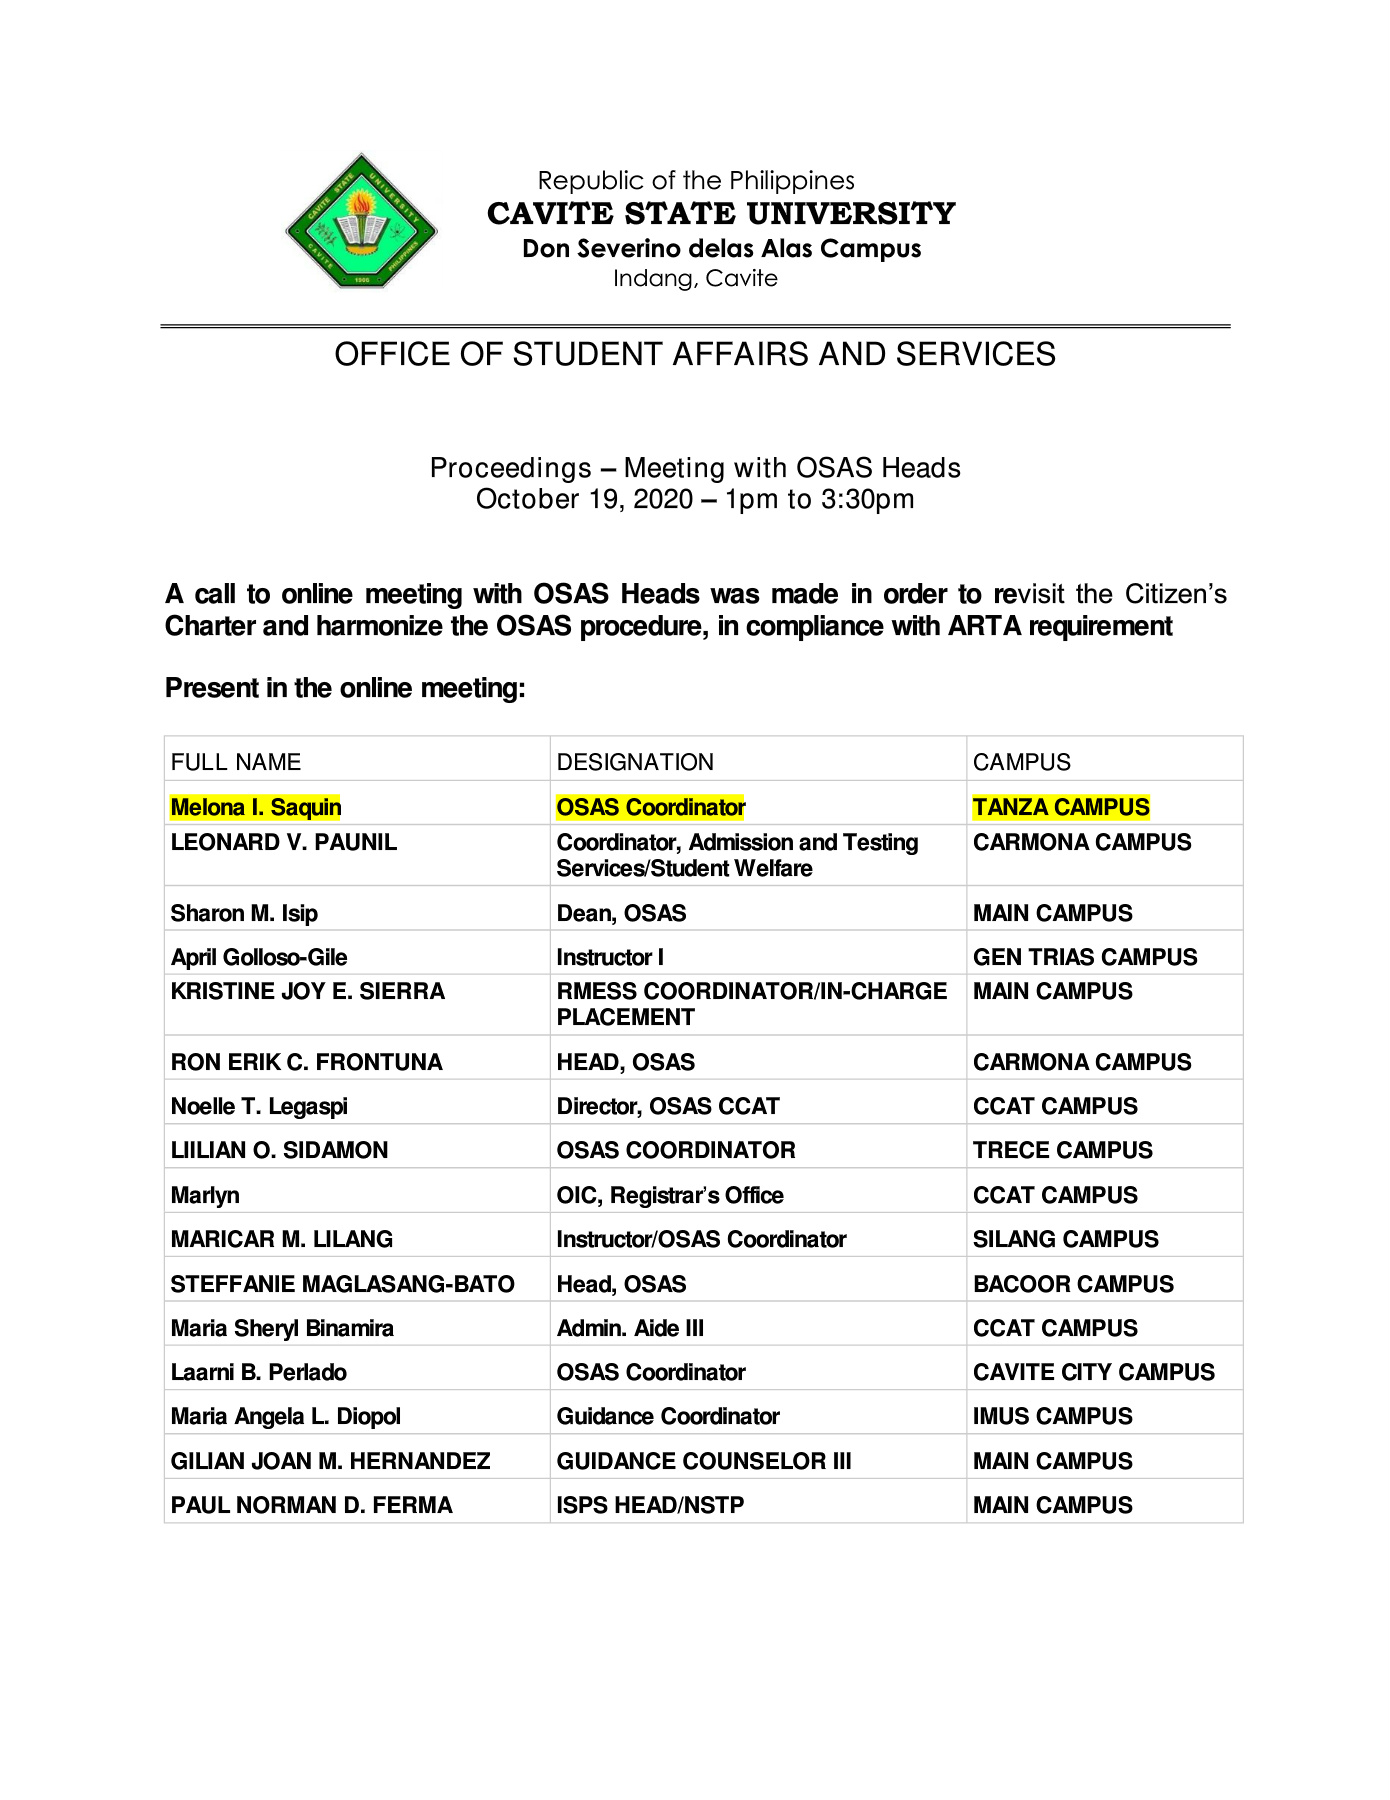 CAVITE STATE UNIVERSITY
CAVITE PHILIPPINES
1906
Republic of the Philippines
CAVITE STATE UNIVERSITY
Don Severino delas Alas Campus
Indang, Cavite
OFFICE OF STUDENT AFFAIRS AND SERVICES
Proceedings – Meeting with OSAS Heads
October 19, 2020 – 1pm to 3:30pm
A call to online meeting with OSAS Heads was made in order to revisit the Citizen’s
Charter and harmonize the OSAS procedure, in compliance with ARTA requirement
Present in the online meeting:
FULL NAME DESIGNATION CAMPUS
Melona I. Saquin OSAS Coordinator TANZA CAMPUS
LEONARD V. PAUNIL Coordinator, Admission and Testing CARMONA CAMPUS
Services/Student Welfare
Sharon M. Isip Dean, OSAS MAIN CAMPUS
April Golloso-Gile Instructor I GEN TRIAS CAMPUS
KRISTINE JOY E. SIERRA RMESS COORDINATOR/IN-CHARGE MAIN CAMPUS
PLACEMENT
RON ERIK C. FRONTUNA HEAD, OSAS CARMONA CAMPUS
Noelle T. Legaspi Director, OSAS CCAT CCAT CAMPUS
LIILIAN O. SIDAMON OSAS COORDINATOR TRECE CAMPUS
Marlyn OIC, Registrar’s Office CCAT CAMPUS
MARICAR M. LILANG Instructor/OSAS Coordinator SILANG CAMPUS
STEFFANIE MAGLASANG-BATO Head, OSAS BACOOR CAMPUS
Maria Sheryl Binamira Admin. Aide III CCAT CAMPUS
Laarni B. Perlado OSAS Coordinator CAVITE CITY CAMPUS
Maria Angela L. Diopol Guidance Coordinator IMUS CAMPUS
GILIAN JOAN M. HERNANDEZ GUIDANCE COUNSELOR III MAIN CAMPUS
PAUL NORMAN D. FERMA ISPS HEAD/NSTP MAIN CAMPUS